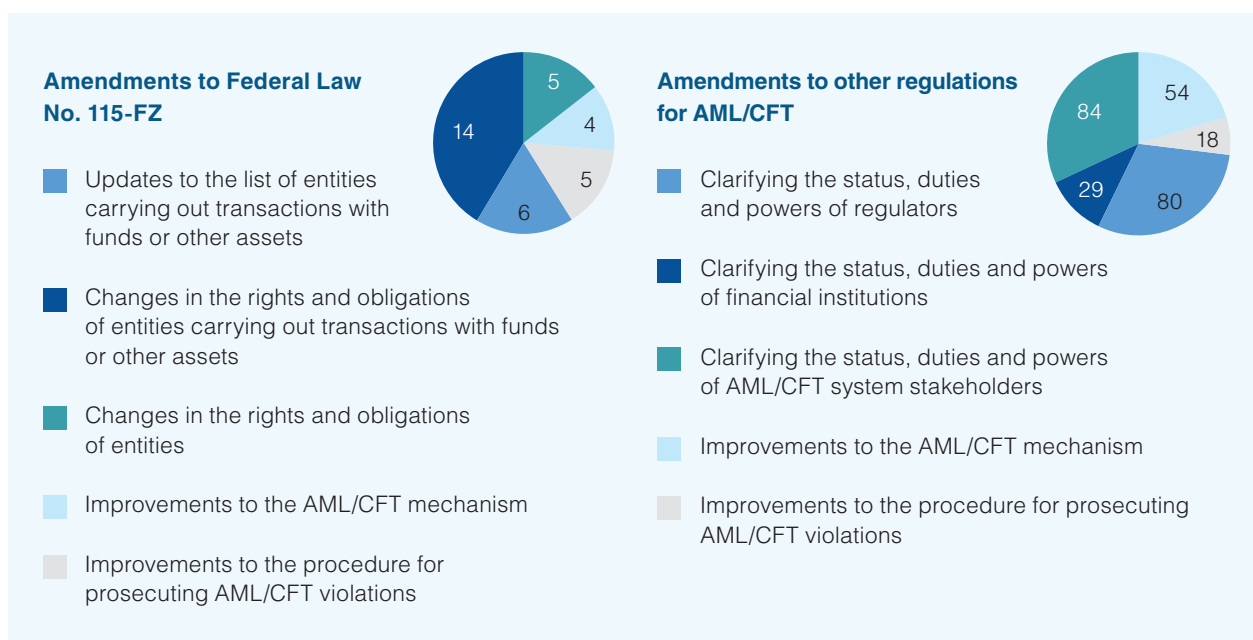 Amendments to Federal Law
No. 115-FZ
5
4
5
6
14
Updates to the list of entities
carrying out transactions with
funds or other assets
Changes in the rights and obligations
of entities carrying out transactions with funds
or other assets
Changes in the rights and obligations
of entities
Improvements to the AML/CFT mechanism
Improvements to the procedure for
prosecuting AML/CFT violations
Amendments to other regulations
for AML/CFT
54
18
80
29
84
Clarifying the status, duties
and powers of regulators
Clarifying the status, duties and powers
of financial institutions
Clarifying the status, duties and powers
of AML/CFT system stakeholders
Improvements to the AML/CFT mechanism
Improvements to the procedure for prosecuting
AML/CFT violations